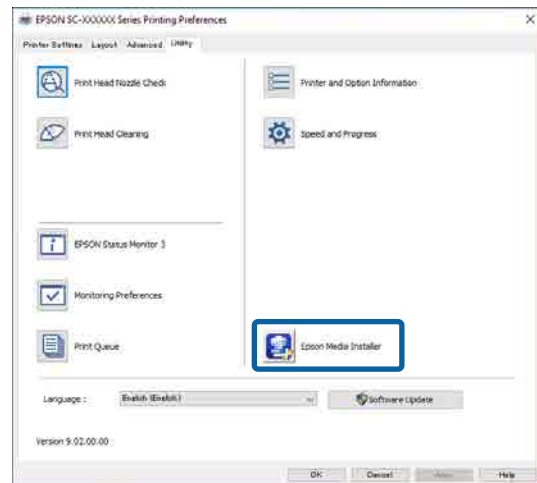 EPSON SC-XXXXXX Series Printing Preferences
Printer Settings Layout Advanced Utility
Print Head Nozzle Check
Printer and Option Information
Print Head Cleaning
Speed and Progress
EPSON Status Monitor 3
Monitoring Preferences
Print Queue
Epson Media Installer
Language : English (English)
Software Update
Version 9.02.00.00
OK Cancel Help